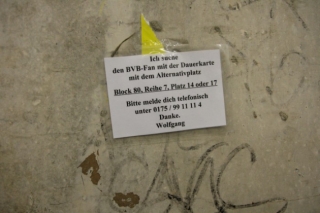 Ich suche
den BVB-Fan mit der Dauerkarte
mit dem Alternativplatz
Block 80, Reihe 7, Platz 14 oder 17
Bitte melde dich telefonisch
unter 0175 / 99 11 11 4
Danke.
Wolfgang